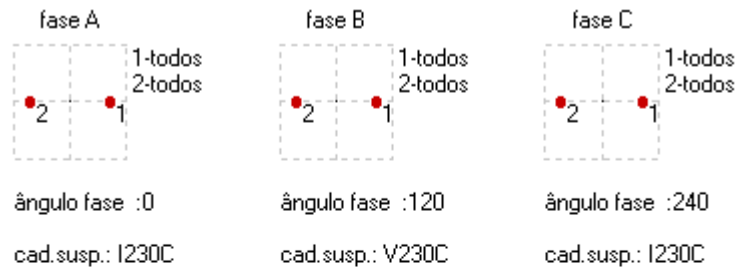 fase A
1-todos
2-todos
2
1
ângulo fase :0
cad.susp.: I230C
fase B
1-todos
2-todos
2
1
ângulo fase :120
cad.susp.: V230C
fase C
1-todos
2-todos
2
1
ângulo fase :240
cad.susp.: I230C